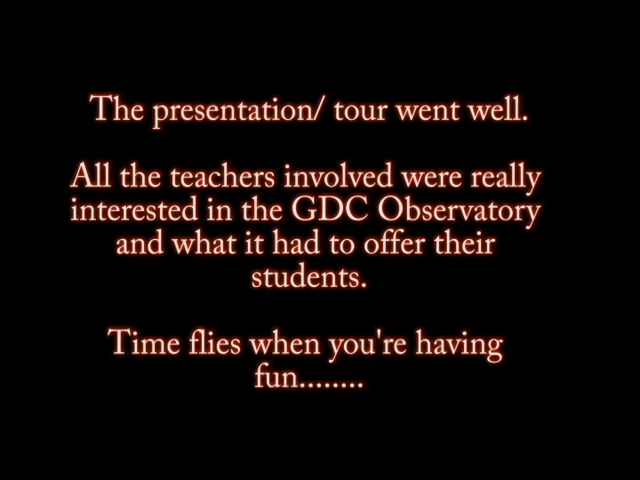 The presentation/ tour went well.
All the teachers involved were really
interested in the GDC Observatory
and what it had to offer their
students.
Time flies when you're having
fun........